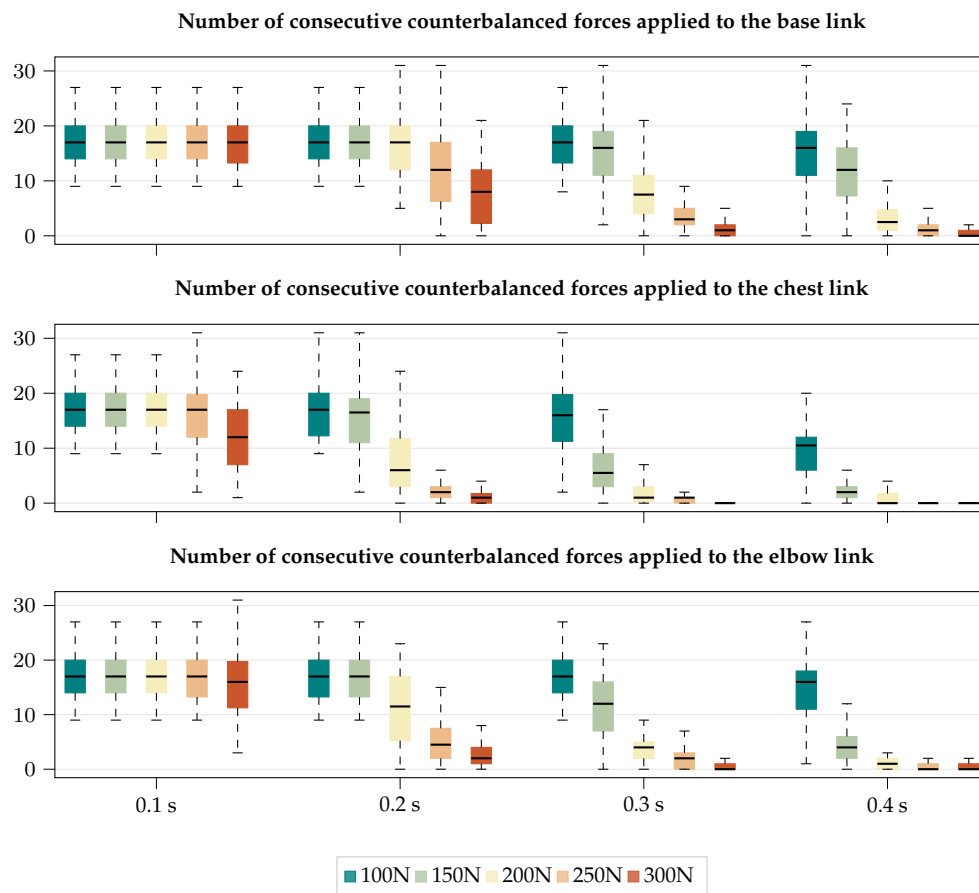 Number of consecutive counterbalanced forces applied to the base link
30
20
10
0
Number of consecutive counterbalanced forces applied to the chest link
30
20
10
0
Number of consecutive counterbalanced forces applied to the elbow link
30
20
10
0
0.1 s 0.2 s 0.3 s 0.4 s
100N 150N 200N 250N 300N